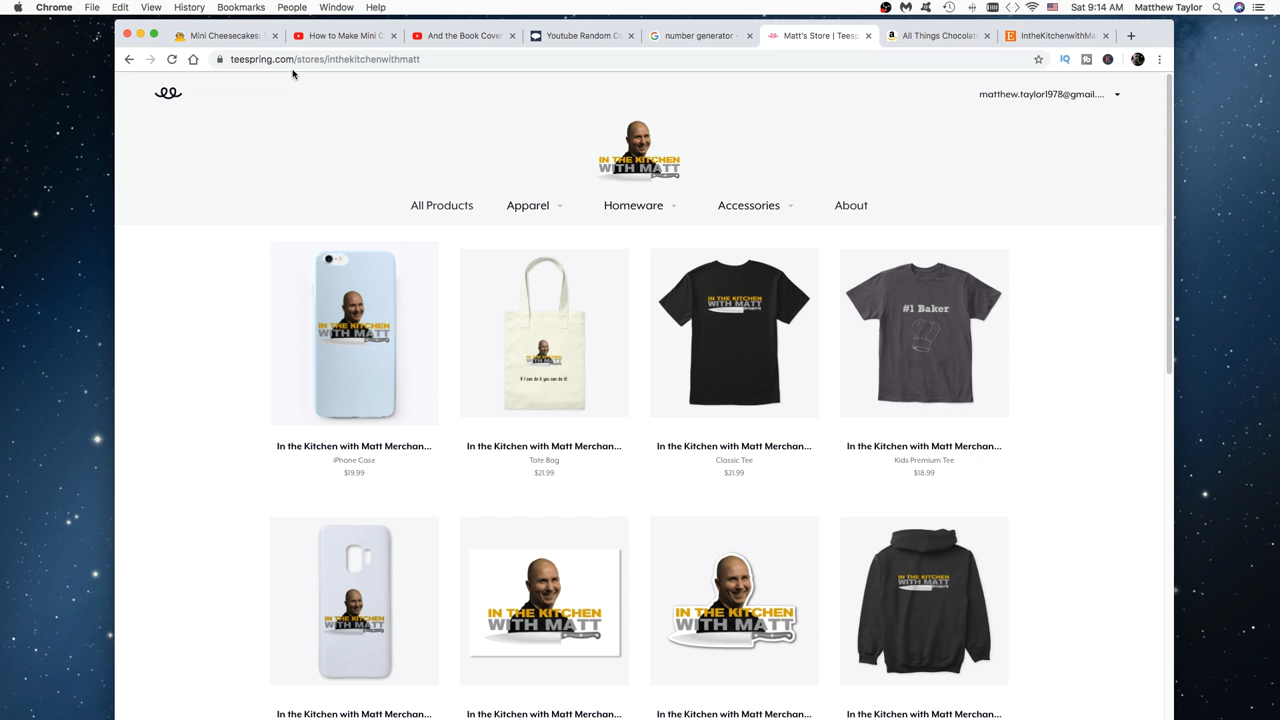 Chrome File Edit View History Bookmarks People Window Help Sat 9:14 AM Matthew Taylor
Mini Cheesecakes: How to Make Mini C And the Book Cove Youtube Random C number generator - Matt's Store | Teesp All Things Chocolat IntheKitchenwithMa
teespring.com/stores/inthekitchenwithmatt
matthew.taylor1978@gmail....
IN THE KITCHEN
WITH MATT
All Products Apparel Homeware Accessories About
IN THE KITCHEN
WITH MATT
If I can do it you can do it!
IN THE KITCHEN
WITH MATT
#1 Baker
In the Kitchen with Matt Merchan... In the Kitchen with Matt Merchan... In the Kitchen with Matt Merchan... In the Kitchen with Matt Merchan...
iPhone Case Tote Bag Classic Tee Kids Premium Tee
$19.99 $21.99 $21.99 $18.99
IN THE KITCHEN
WITH MATT
IN THE KITCHEN
WITH MATT
IN THE KITCHEN
WITH MATT
IN THE KITCHEN
WITH MATT
In the Kitchen with Matt Merchan... In the Kitchen with Matt Merchan... In the Kitchen with Matt Merchan... In the Kitchen with Matt Merchan...